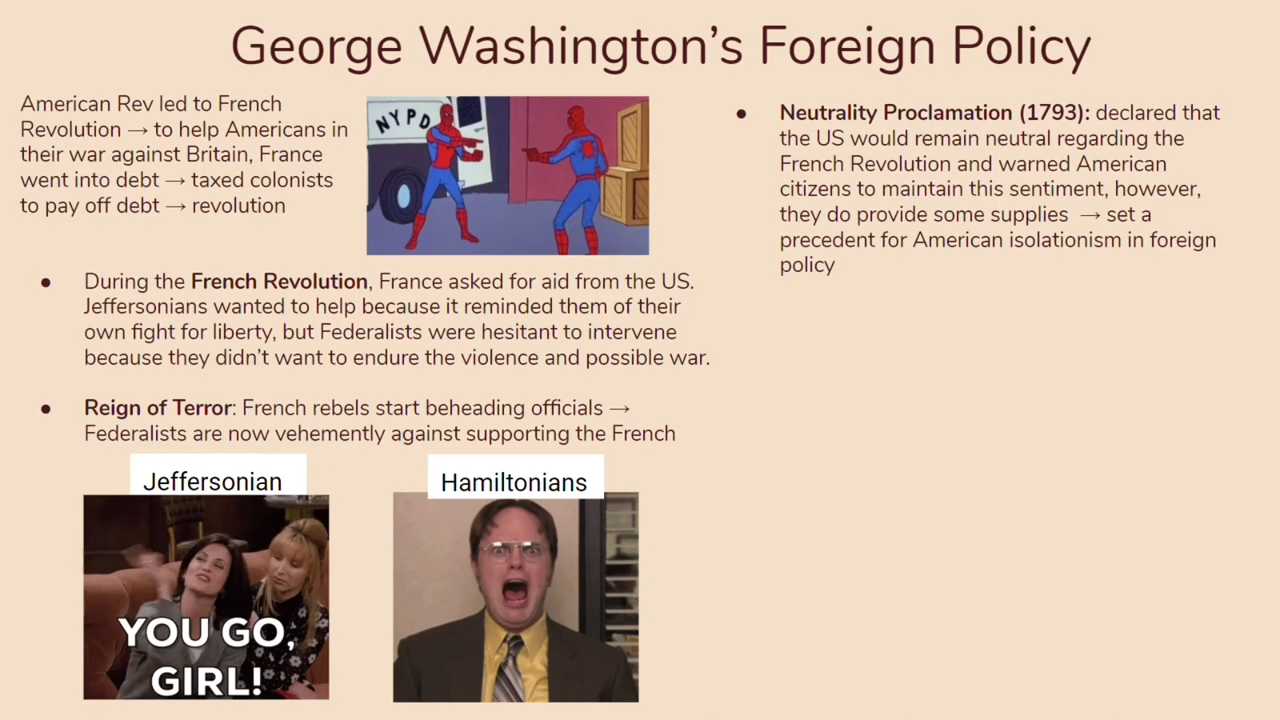 George Washington’s Foreign Policy
American Rev led to French
Revolution → to help Americans in
their war against Britain, France
went into debt → taxed colonists
to pay off debt → revolution
NYPD
● During the French Revolution, France asked for aid from the US.
Jeffersonians wanted to help because it reminded them of their
own fight for liberty, but Federalists were hesitant to intervene
because they didn’t want to endure the violence and possible war.
● Reign of Terror: French rebels start beheading officials →
Federalists are now vehemently against supporting the French
Jeffersonian
YOU GO,
GIRL!
Hamiltonians
● Neutrality Proclamation (1793): declared that
the US would remain neutral regarding the
French Revolution and warned American
citizens to maintain this sentiment, however,
they do provide some supplies → set a
precedent for American isolationism in foreign
policy